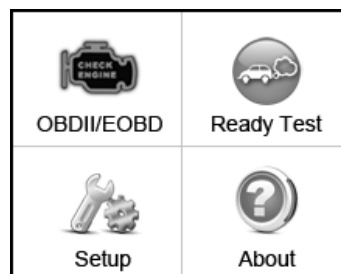 CHECK
ENGINE
OBDII/EOBD
Ready Test
?
Setup
About